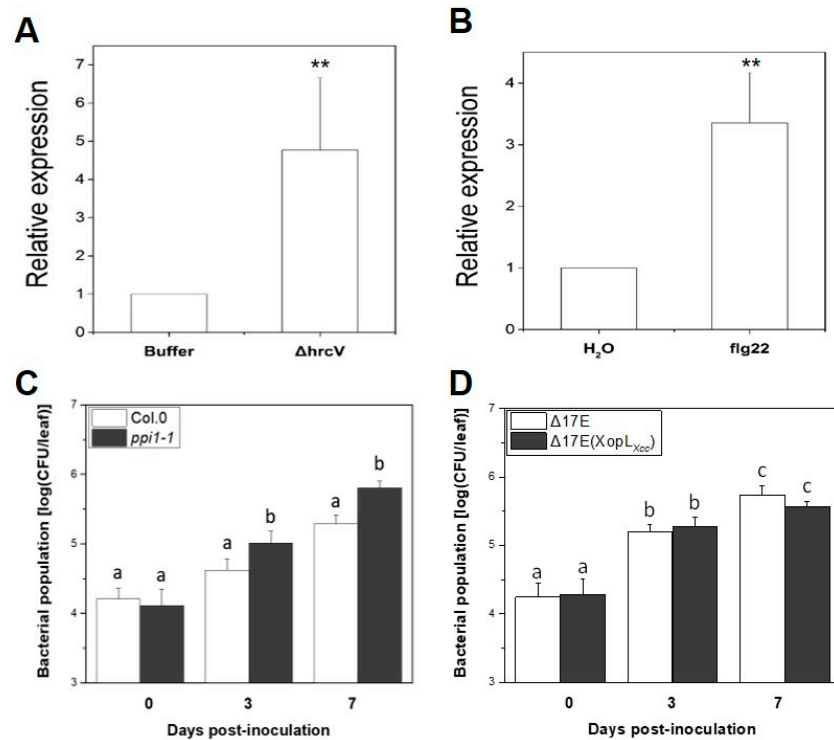 A
Relative expression
7
6
5
4
3
2
1
0
**
Buffer
ΔhrcV
B
Relative expression
4
3
2
1
0
**
H₂O
flg22
C
Bacterial population [log(CFU/leaf)]
7
6
5
4
3
Col.0
ppi1-1
a
a
a
b
a
b
0
3
7
Days post-inoculation
D
Bacterial population [log(CFU/leaf)]
7
6
5
4
3
Δ17E
Δ17E(XopLXcc)
a
a
b
b
c
c
0
3
7
Days post-inoculation